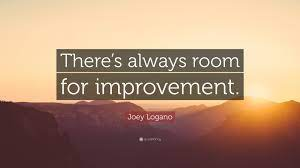 There's always room
for improvement.
Joey Logano